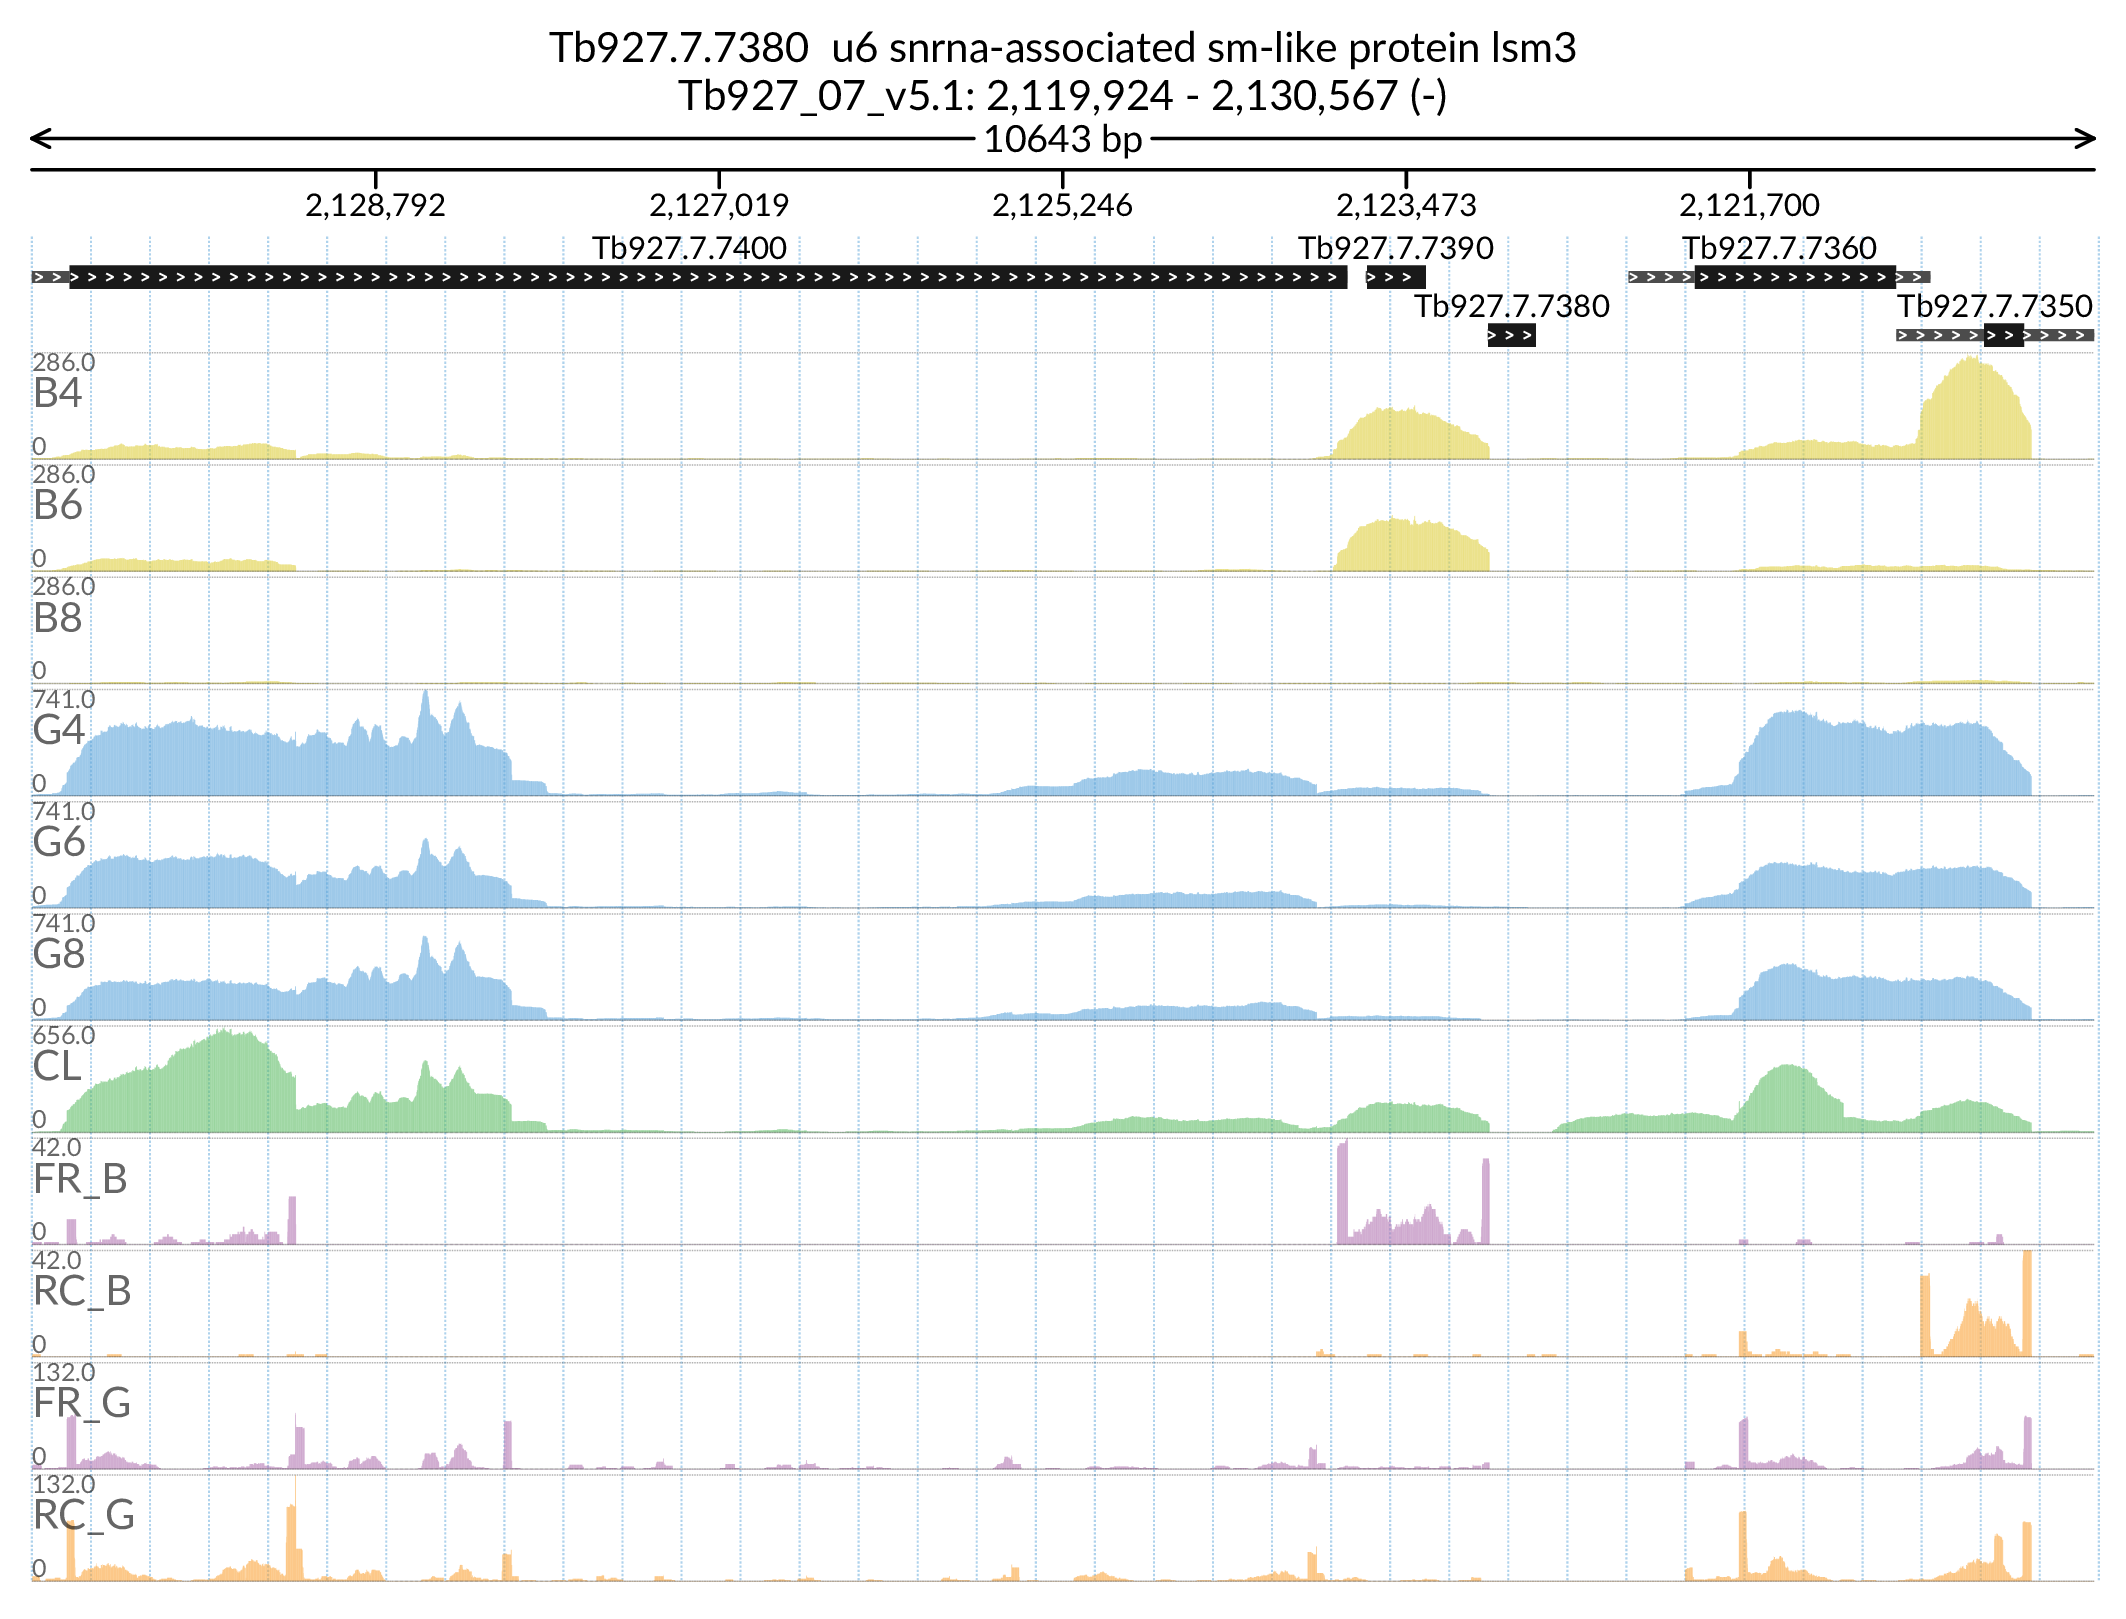 Tb927.7.7380 u6 snrna-associated sm-like protein lsm3
Tb927_07_v5.1: 2,119,924 - 2,130,567 (-)
10643 bp
2,128,792 2,127,019 2,125,246 2,123,473 2,121,700
Tb927.7.7400 Tb927.7.7390 Tb927.7.7360
Tb927.7.7380 Tb927.7.7350
286.0
B4
0
286.0
B6
0
286.0
B8
0
741.0
G4
0
741.0
G6
0
741.0
G8
0
656.0
CL
0
42.0
FR_B
0
42.0
RC_B
0
132.0
FR_G
0
132.0
RC_G
0